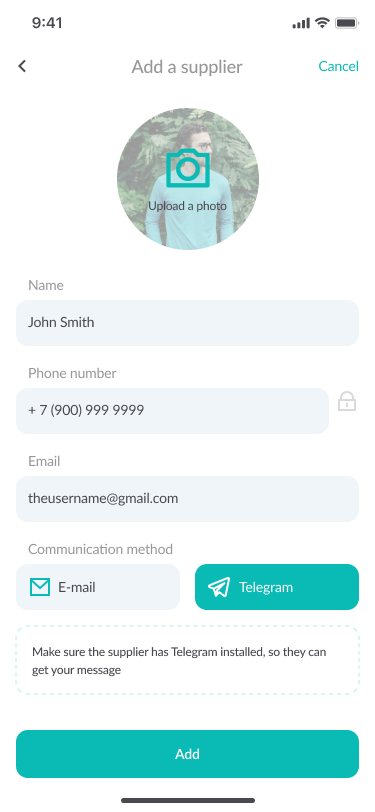 9:41
Add a supplier
Cancel
Upload a photo
Name
John Smith
Phone number
+ 7 (900) 999 9999
Email
theusername@gmail.com
Communication method
E-mail
Telegram
Make sure the supplier has Telegram installed, so they can
get your message
Add